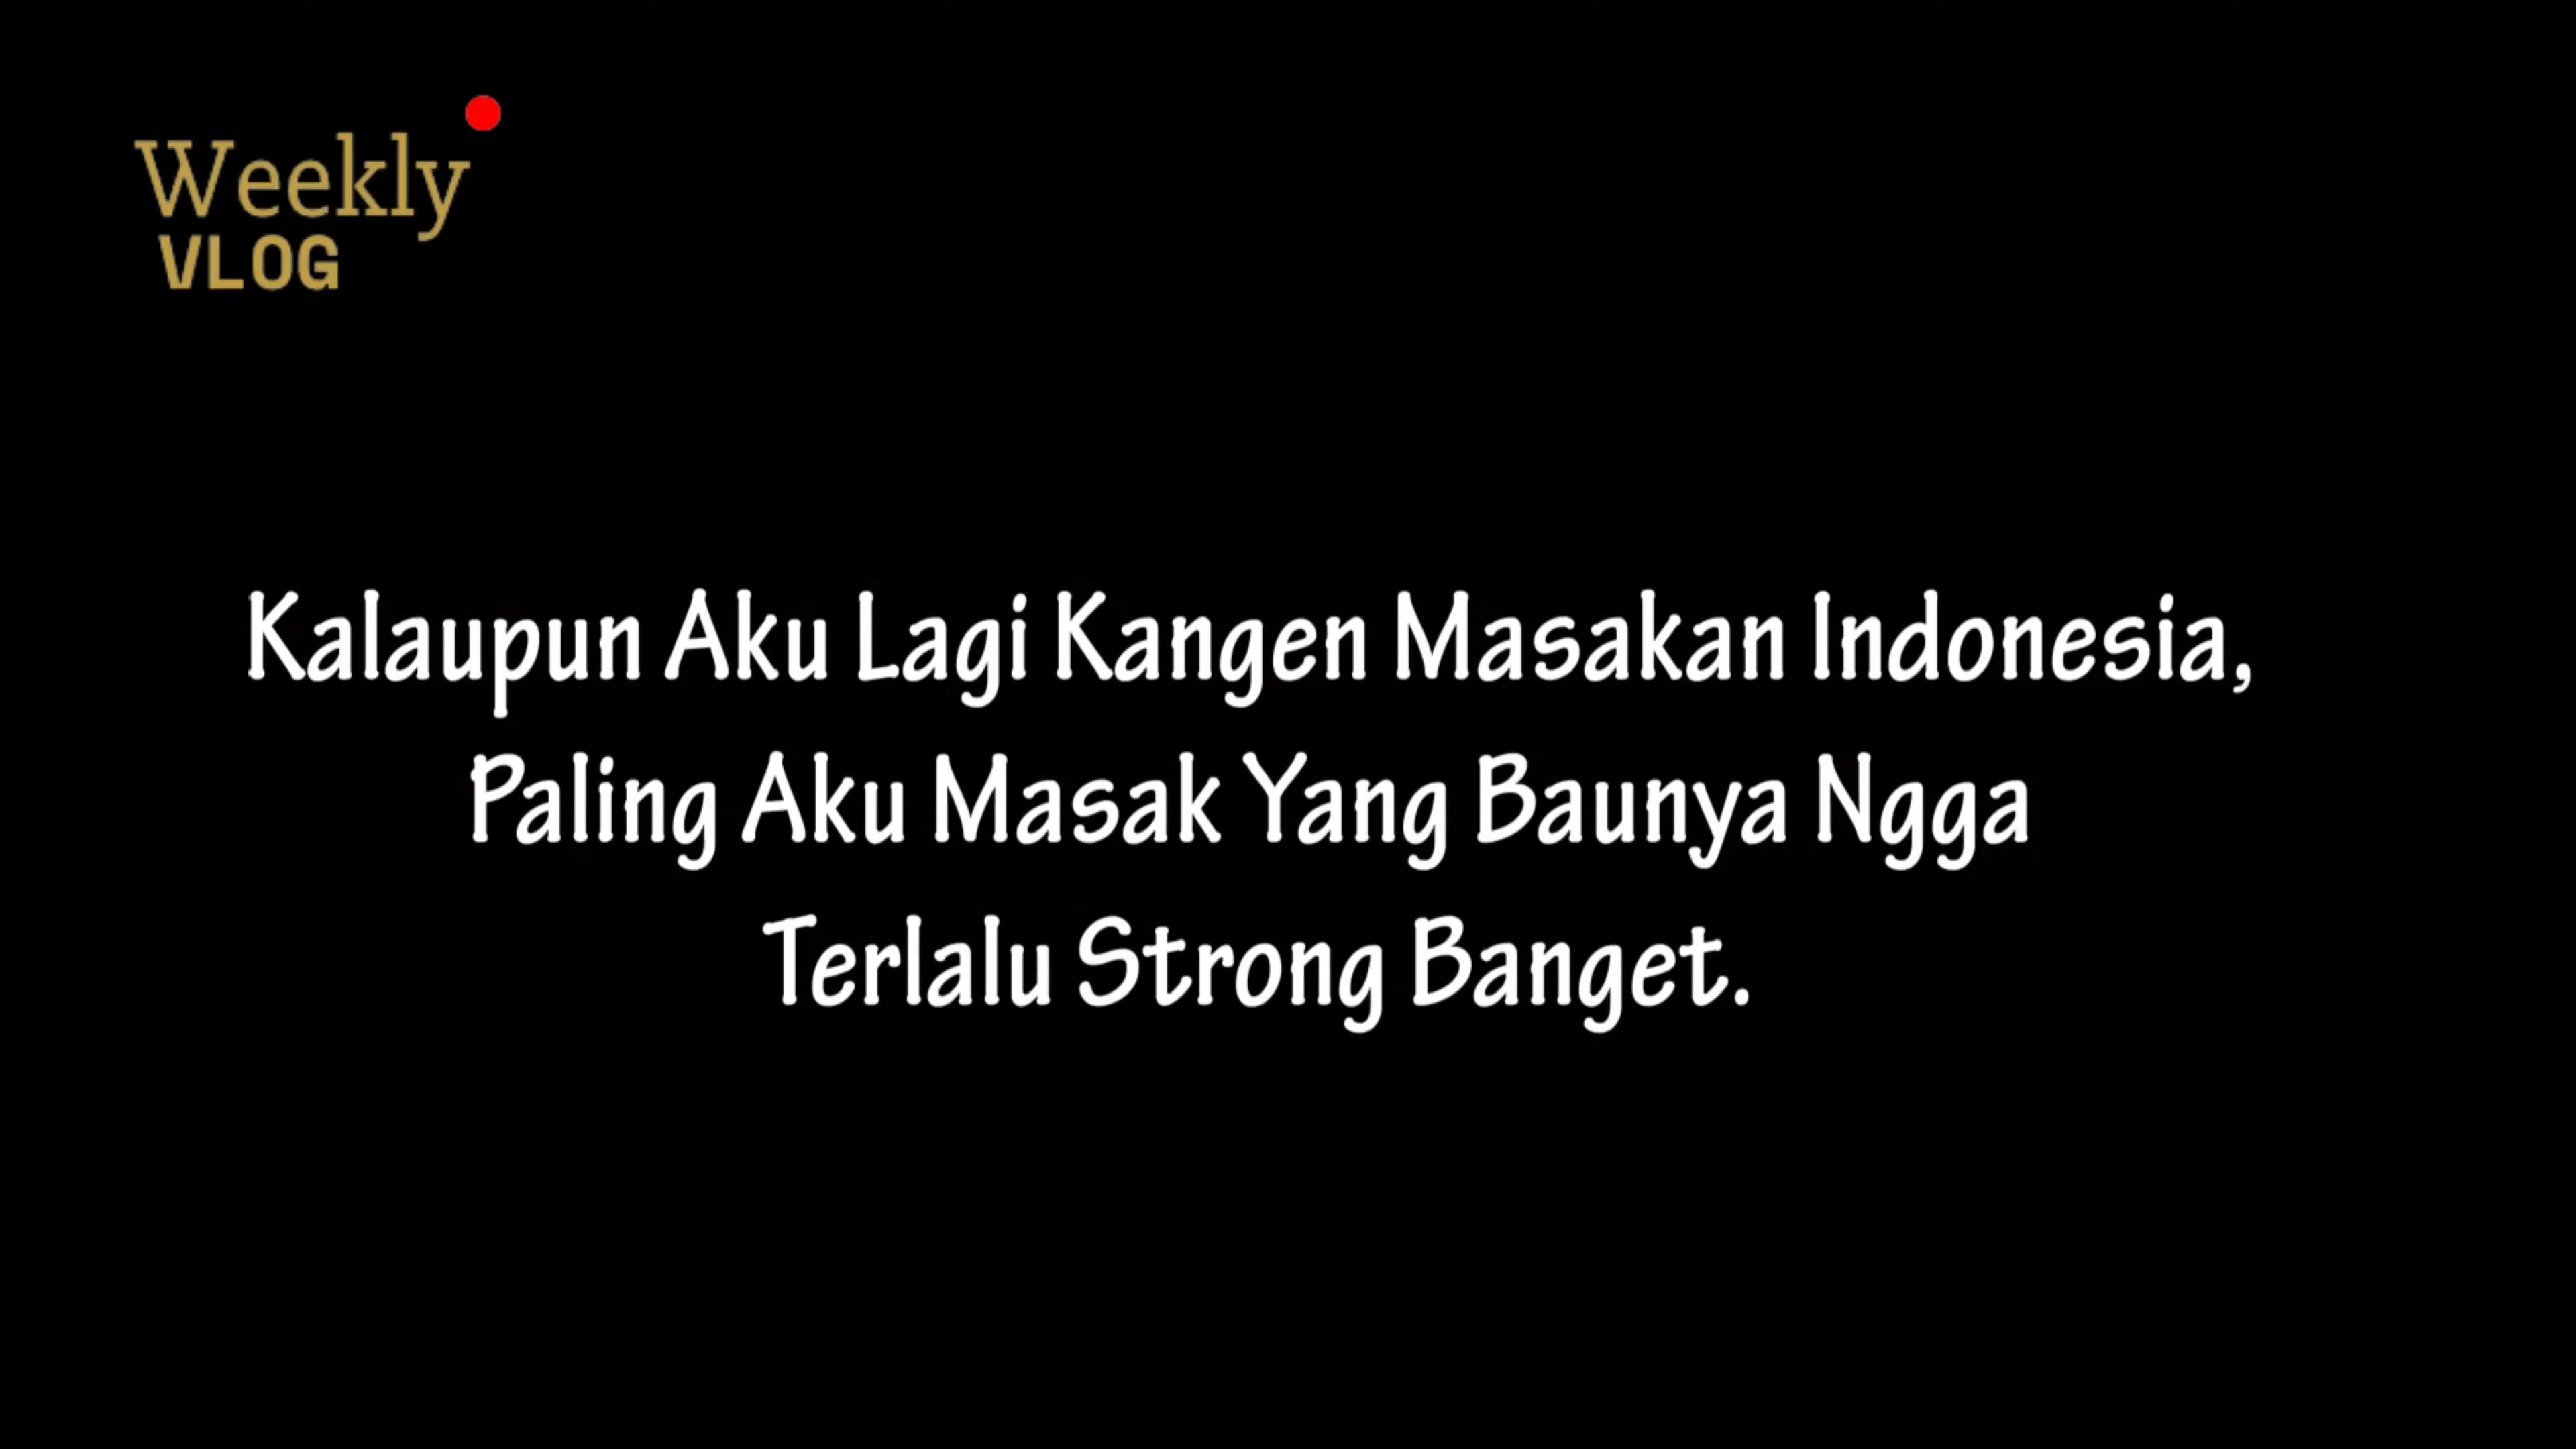 Weekly
VLOG
Kalaupun Aku Lagi Kangen Masakan Indonesia,
Paling Aku Masak Yang Baunya Ngga
Terlalu Strong Banget.